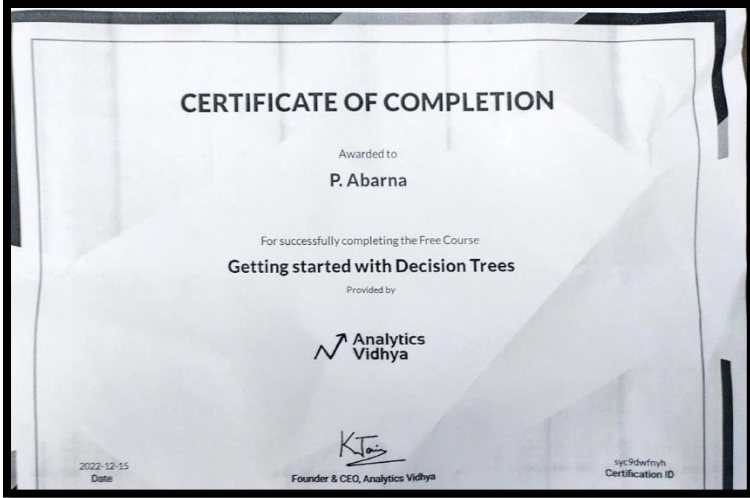 CERTIFICATE OF COMPLETION
Awarded to
P. Abarna
For successfully completing the Free Course
Getting started with Decision Trees
Provided by
Analytics
Vidhya
KJain
2022-12-15
Date
Founder & CEO, Analytics Vidhya
syc9dwfnyh
Certification ID